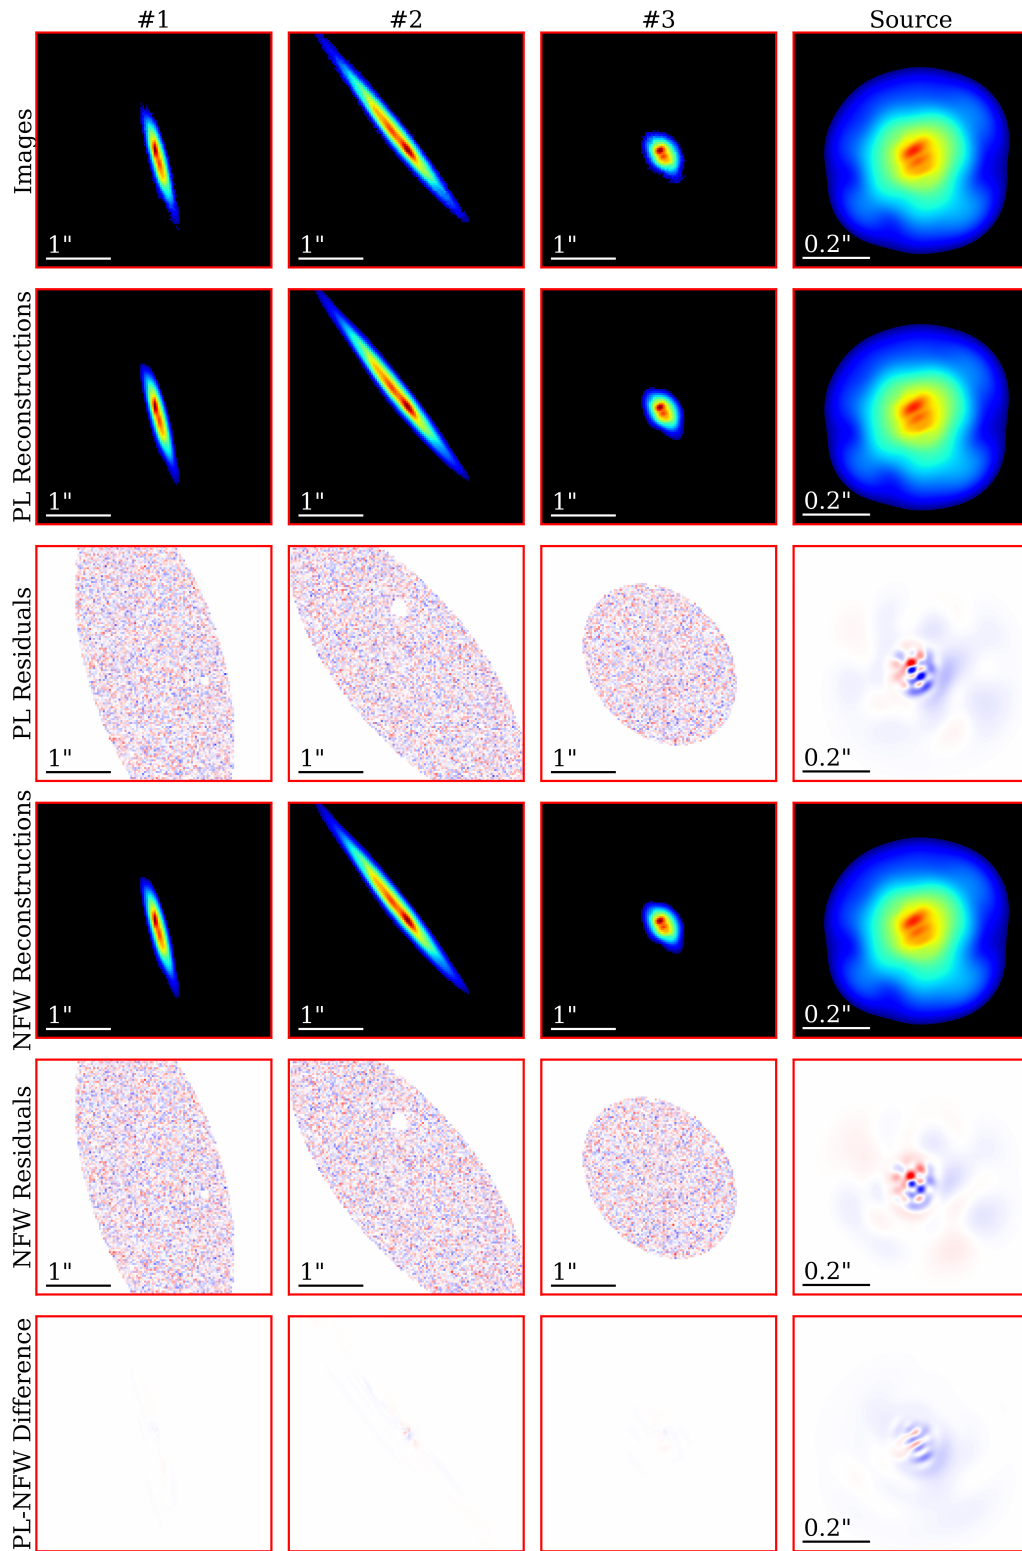 #1 #2 #3 Source
Images
1" 1" 1" 0.2"
PL Reconstructions
1" 1" 1" 0.2"
PL Residuals
1" 1" 1" 0.2"
NFW Reconstructions
1" 1" 1" 0.2"
NFW Residuals
1" 1" 1" 0.2"
PL-NFW Difference
0.2"